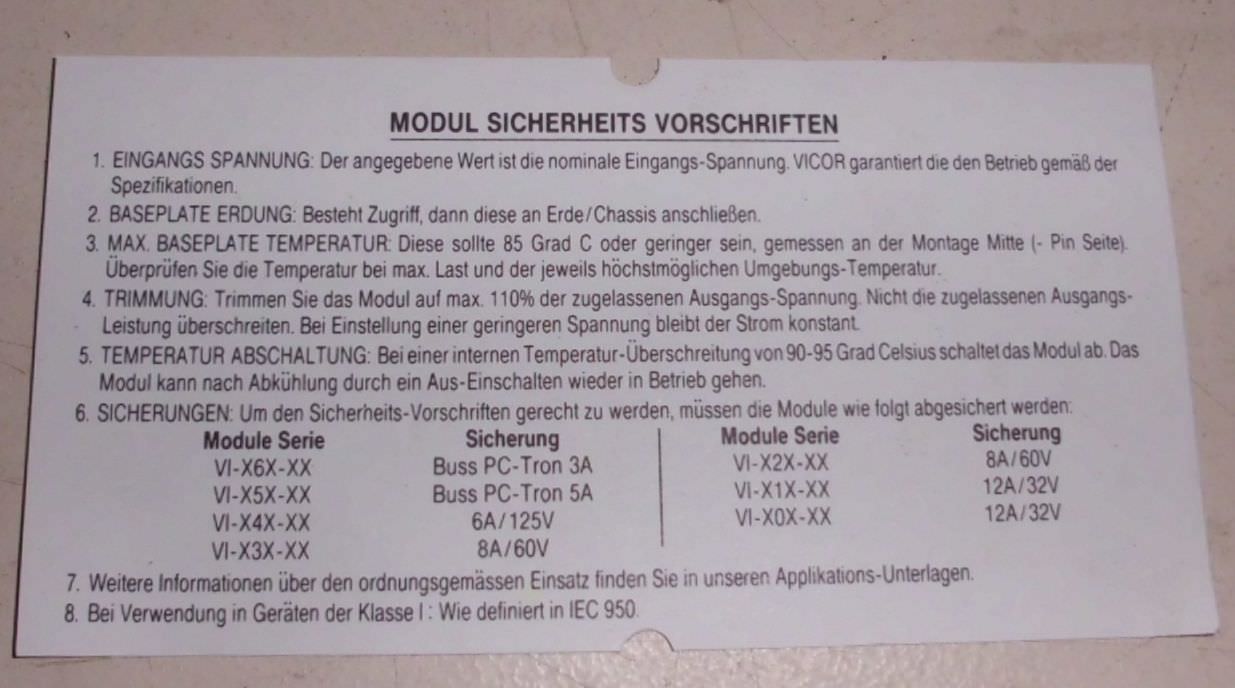 MODUL SICHERHEITS VORSCHRIFTEN
1. EINGANGS SPANNUNG: Der angegebene Wert ist die nominale Eingangs-Spannung. VICOR garantiert die den Betrieb gemäß der
Spezifikationen.
2. BASEPLATE ERDUNG: Besteht Zugriff, dann diese an Erde/Chassis anschließen.
3. MAX. BASEPLATE TEMPERATUR: Diese sollte 85 Grad C oder geringer sein, gemessen an der Montage Mitte (- Pin Seite).
Überprüfen Sie die Temperatur bei max. Last und der jeweils höchstmöglichen Umgebungs-Temperatur.
4. TRIMMUNG: Trimmen Sie das Modul auf max. 110% der zugelassenen Ausgangs-Spannung. Nicht die zugelassenen Ausgangs-
Leistung überschreiten. Bei Einstellung einer geringeren Spannung bleibt der Strom konstant.
5. TEMPERATUR ABSCHALTUNG: Bei einer internen Temperatur-Überschreitung von 90-95 Grad Celsius schaltet das Modul ab. Das
Modul kann nach Abkühlung durch ein Aus-Einschalten wieder in Betrieb gehen.
6. SICHERUNGEN: Um den Sicherheits-Vorschriften gerecht zu werden, müssen die Module wie folgt abgesichert werden:
Module Serie Sicherung Module Serie Sicherung
VI-X6X-XX Buss PC-Tron 3A VI-X2X-XX 8A/60V
VI-X5X-XX Buss PC-Tron 5A VI-X1X-XX 12A/32V
VI-X4X-XX 6A/125V VI-X0X-XX 12A/32V
VI-X3X-XX 8A/60V
7. Weitere Informationen über den ordnungsgemässen Einsatz finden Sie in unseren Applikations-Unterlagen.
8. Bei Verwendung in Geräten der Klasse I: Wie definiert in IEC 950.